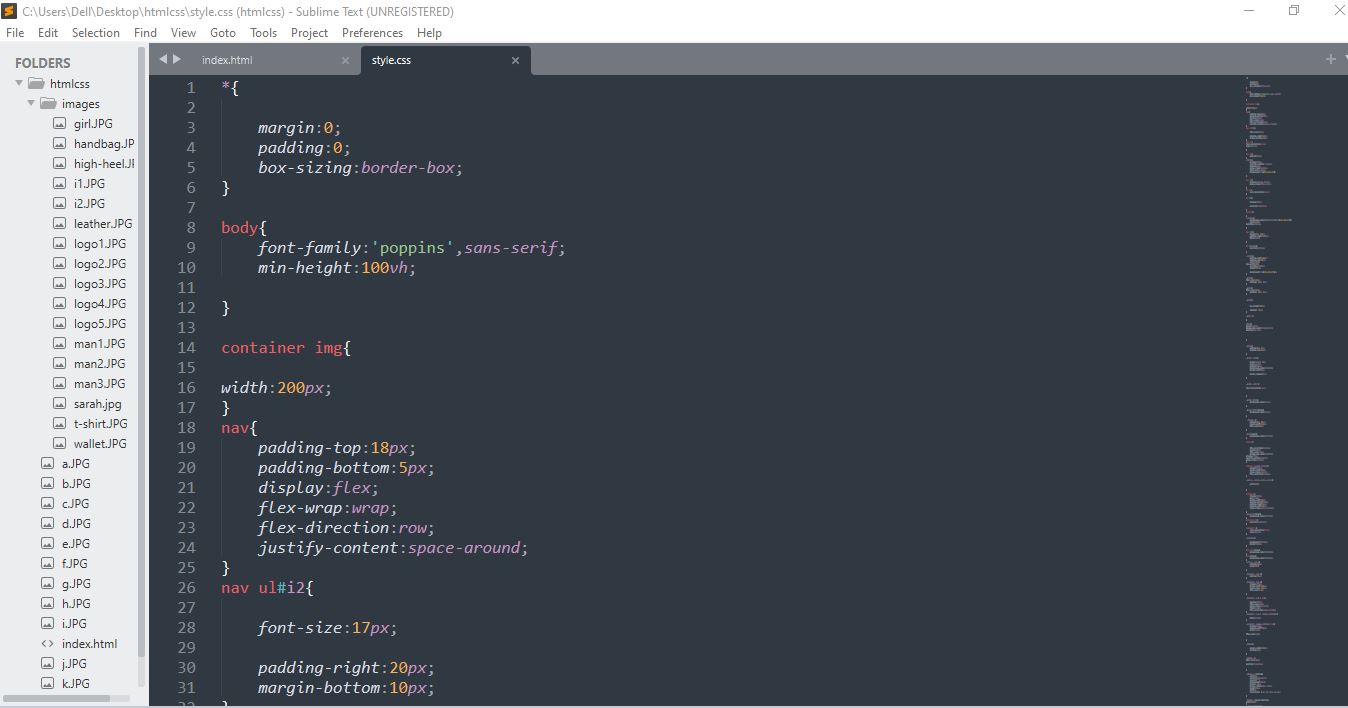 C:\Users\Dell\Desktop\htmlcss\style.css (htmlcss) - Sublime Text (UNREGISTERED)
File Edit Selection Find View Goto Tools Project Preferences Help
FOLDERS
htmlcss
images
girl.JPG
handbag.JP
high-heel.JF
i1.JPG
i2.JPG
leather.JPG
logo1.JPG
logo2.JPG
logo3.JPG
logo4.JPG
logo5.JPG
man1.JPG
man2.JPG
man3.JPG
sarah.jpg
t-shirt.JPG
wallet.JPG
a.JPG
b.JPG
c.JPG
d.JPG
e.JPG
f.JPG
g.JPG
h.JPG
i.JPG
index.html
j.JPG
k.JPG
index.html style.css
1 *{
2
3 margin:0;
4 padding:0;
5 box-sizing:border-box;
6 }
7
8 body{
9 font-family:'poppins',sans-serif;
10 min-height:100vh;
11
12 }
13
14 container img{
15
16 width:200px;
17 }
18 nav{
19 padding-top:18px;
20 padding-bottom:5px;
21 display:flex;
22 flex-wrap:wrap;
23 flex-direction:row;
24 justify-content:space-around;
25 }
26 nav ul#i2{
27
28 font-size:17px;
29
30 padding-right:20px;
31 margin-bottom:10px;
32 }